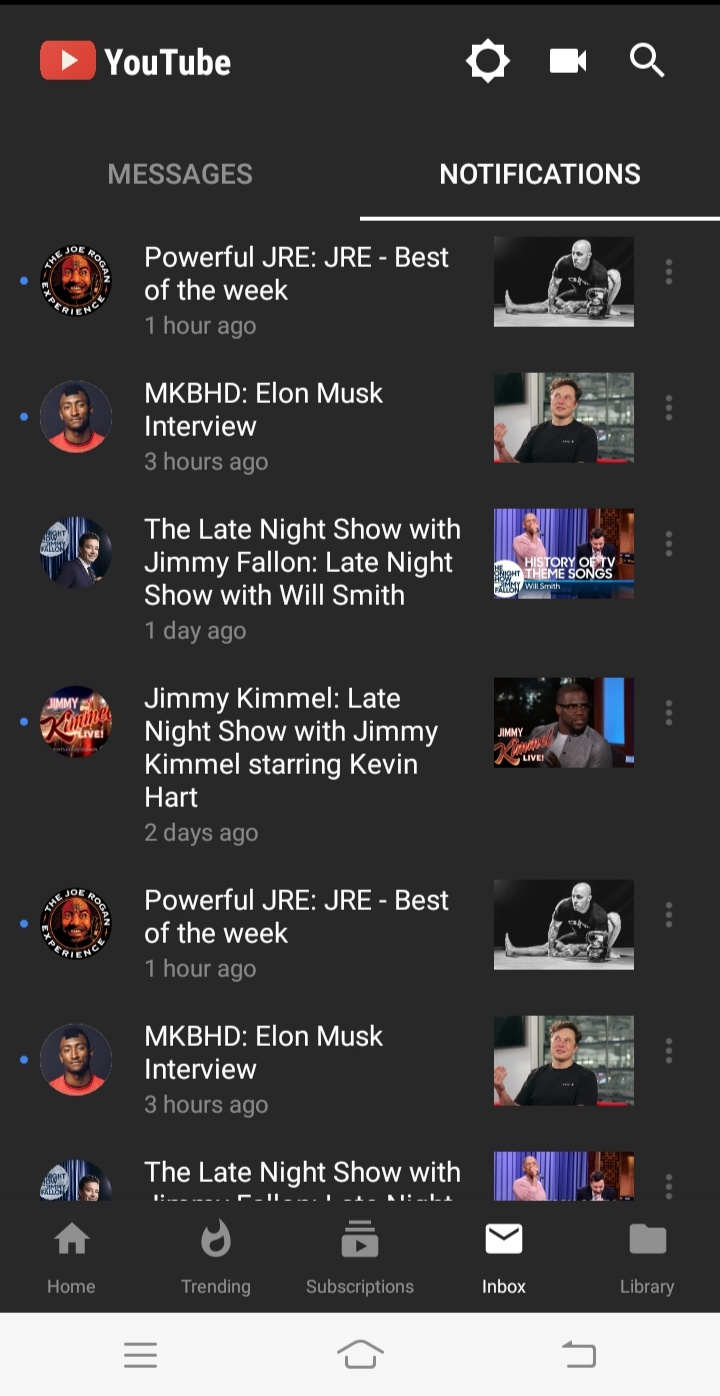 YouTube
MESSAGES
NOTIFICATIONS
THE JOE ROGAN
EXPERIENCE
Powerful JRE: JRE - Best
of the week
1 hour ago
MKBHD: Elon Musk
Interview
3 hours ago
The Late Night Show with
Jimmy Fallon: Late Night
Show with Will Smith
1 day ago
HISTORY OF TV
THEME SONGS
Will Smith
JIMMY
Kimmel
LIVE!
Jimmy Kimmel: Late
Night Show with Jimmy
Kimmel starring Kevin
Hart
2 days ago
JIMMY
Kimmel
LIVE!
THE JOE ROGAN
EXPERIENCE
Powerful JRE: JRE - Best
of the week
1 hour ago
MKBHD: Elon Musk
Interview
3 hours ago
The Late Night Show with
Jimmy Fallon: Late Night
Home
Trending
Subscriptions
Inbox
Library